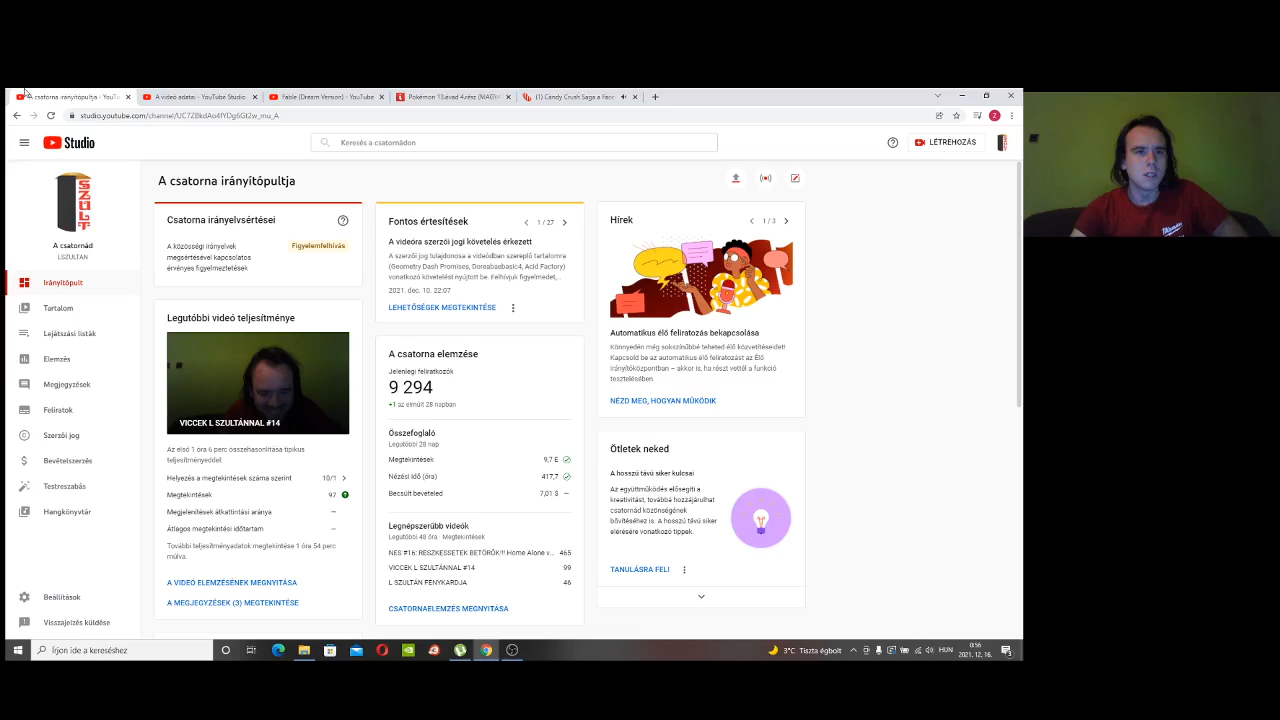 A csatorna irányítópultja - YouTu
A videó adatai - YouTube Studio
Fable (Dream Version) - YouTube
Pokémon 13.évad 4.rész (MAGY
(1) Candy Crush Saga a Face
studio.youtube.com/channel/UC7Z8kdAo4fYDg6Gt2w_mu_A
Z
Studio
Keresés a csatornádon
LÉTREHOZÁS
SZULT
A csatornád
LSZULTAN
Irányítópult
Tartalom
Lejátszási listák
Elemzés
Megjegyzések
Feliratok
Szerzői jog
Bevételszerzés
Testreszabás
Hangkönyvtár
Beállítások
Visszajelzés küldése
A csatorna irányítópultja
Csatorna irányelvsértései
A közösségi irányelvek
megsértésével kapcsolatos
érvényes figyelmeztetések
Figyelemfelhívás
Legutóbbi videó teljesítménye
VICCEK L SZULTÁNNAL #14
Az első 1 óra 6 perc összehasonlítása tipikus
teljesítményeddel:
Helyezés a megtekintések száma szerint 10/1
Megtekintések 97
Megjelenítések átkattintási aránya –
Átlagos megtekintési időtartam –
További teljesítményadatok megtekintése 1 óra 54 perc
múlva.
A VIDEÓ ELEMZÉSÉNEK MEGNYITÁSA
A MEGJEGYZÉSEK (3) MEGTEKINTÉSE
Fontos értesítések
1 / 27
A videóra szerzői jogi követelés érkezett
A szerzői jog tulajdonosa a videódban szereplő tartalomra
(Geometry Dash Promises, Doreabaebasic4, Acid Factory)
vonatkozó követelést nyújtott be. Felhívjuk figyelmed,…
2021. dec. 10. 22:07
LEHETŐSÉGEK MEGTEKINTÉSE
A csatorna elemzése
Jelenlegi feliratkozók
9 294
+1 az elmúlt 28 napban
Összefoglaló
Legutóbbi 28 nap
Megtekintések 9,7 E
Nézési idő (óra) 417,7
Becsült bevételed 7,01 $ –
Legnépszerűbb videók
Legutóbbi 48 óra · Megtekintések
NES #16: RESZKESSETEK BETÖRŐK!!! Home Alone v... 465
VICCEK L SZULTÁNNAL #14 99
L SZULTÁN FÉNYKARDJA 46
CSATORNAELEMZÉS MEGNYITÁSA
Hírek
1 / 3
Automatikus élő feliratozás bekapcsolása
Könnyedén még sokszínűbbé teheted élő közvetítéseidet!
Kapcsold be az automatikus élő feliratozást az Élő
irányítóközpontban – akkor is, ha részt vettél a funkció
tesztelésében.
NÉZD MEG, HOGYAN MŰKÖDIK
Ötletek neked
A hosszú távú siker kulcsai
Az együttműködés elősegíti a
kreativitást, továbbá hozzájárulhat
csatornád közönségének
bővítéséhez is. A hosszú távú siker
elérésére vonatkozó tippek.
TANULÁSRA FEL!
Írjon ide a kereséshez
3°C Tiszta égbolt
HUN
0:56
2021. 12. 16.